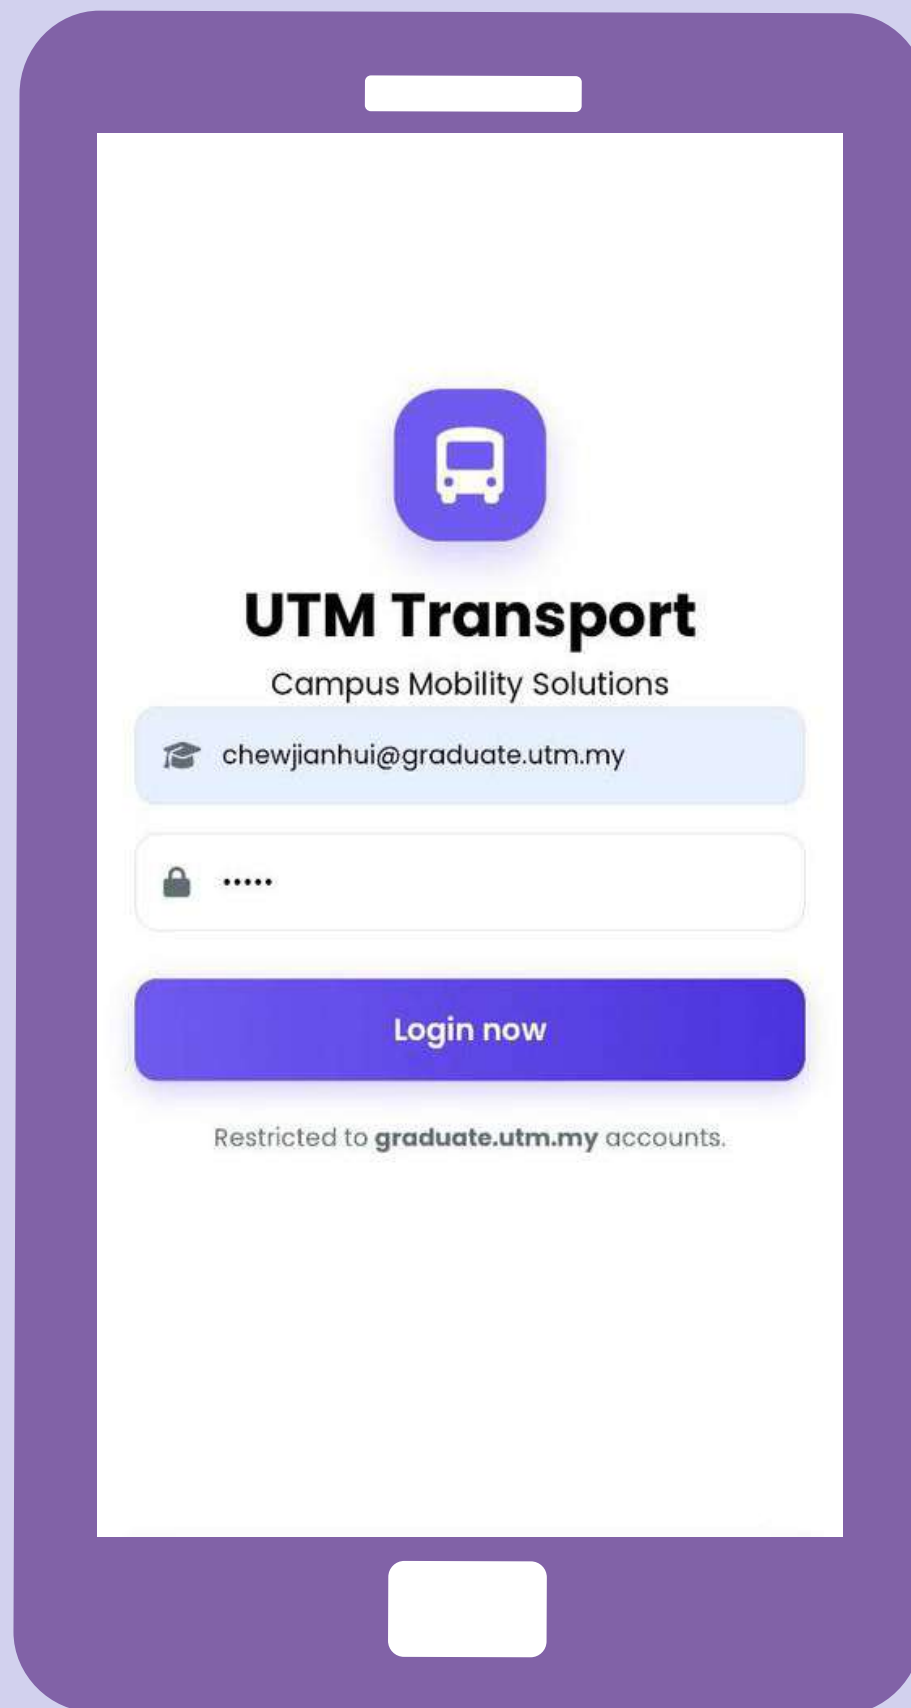 UTM Transport
Campus Mobility Solutions
chewjianhui@graduate.utm.my
•••••
Login now
Restricted to graduate.utm.my accounts.